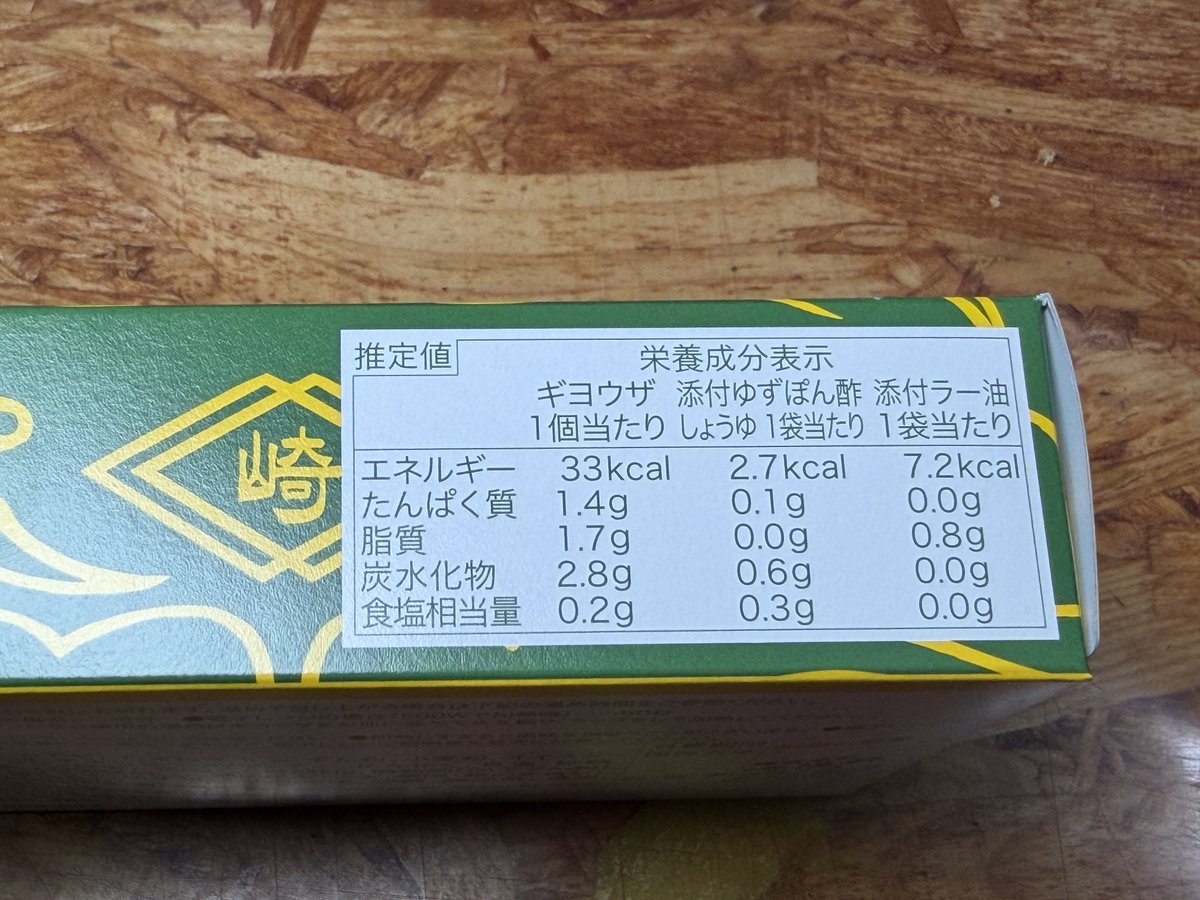 推定値 栄養成分表示
ギヨウザ 添付ゆずぽん酢 添付ラー油
1個当たり しょうゆ 1袋当たり 1袋当たり
エネルギー 33kcal 2.7kcal 7.2kcal
たんぱく質 1.4g 0.1g 0.0g
脂質 1.7g 0.0g 0.8g
炭水化物 2.8g 0.6g 0.0g
食塩相当量 0.2g 0.3g 0.0g
崎